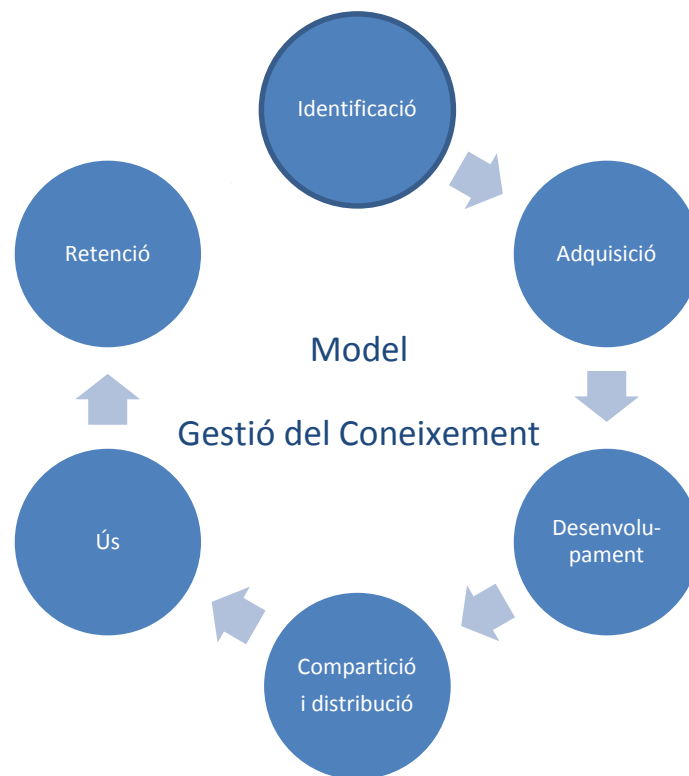 Identificació
Adquisició
Desenvolu-
pament
Compartició
i distribució
Ús
Retenció
Model
Gestió del Coneixement